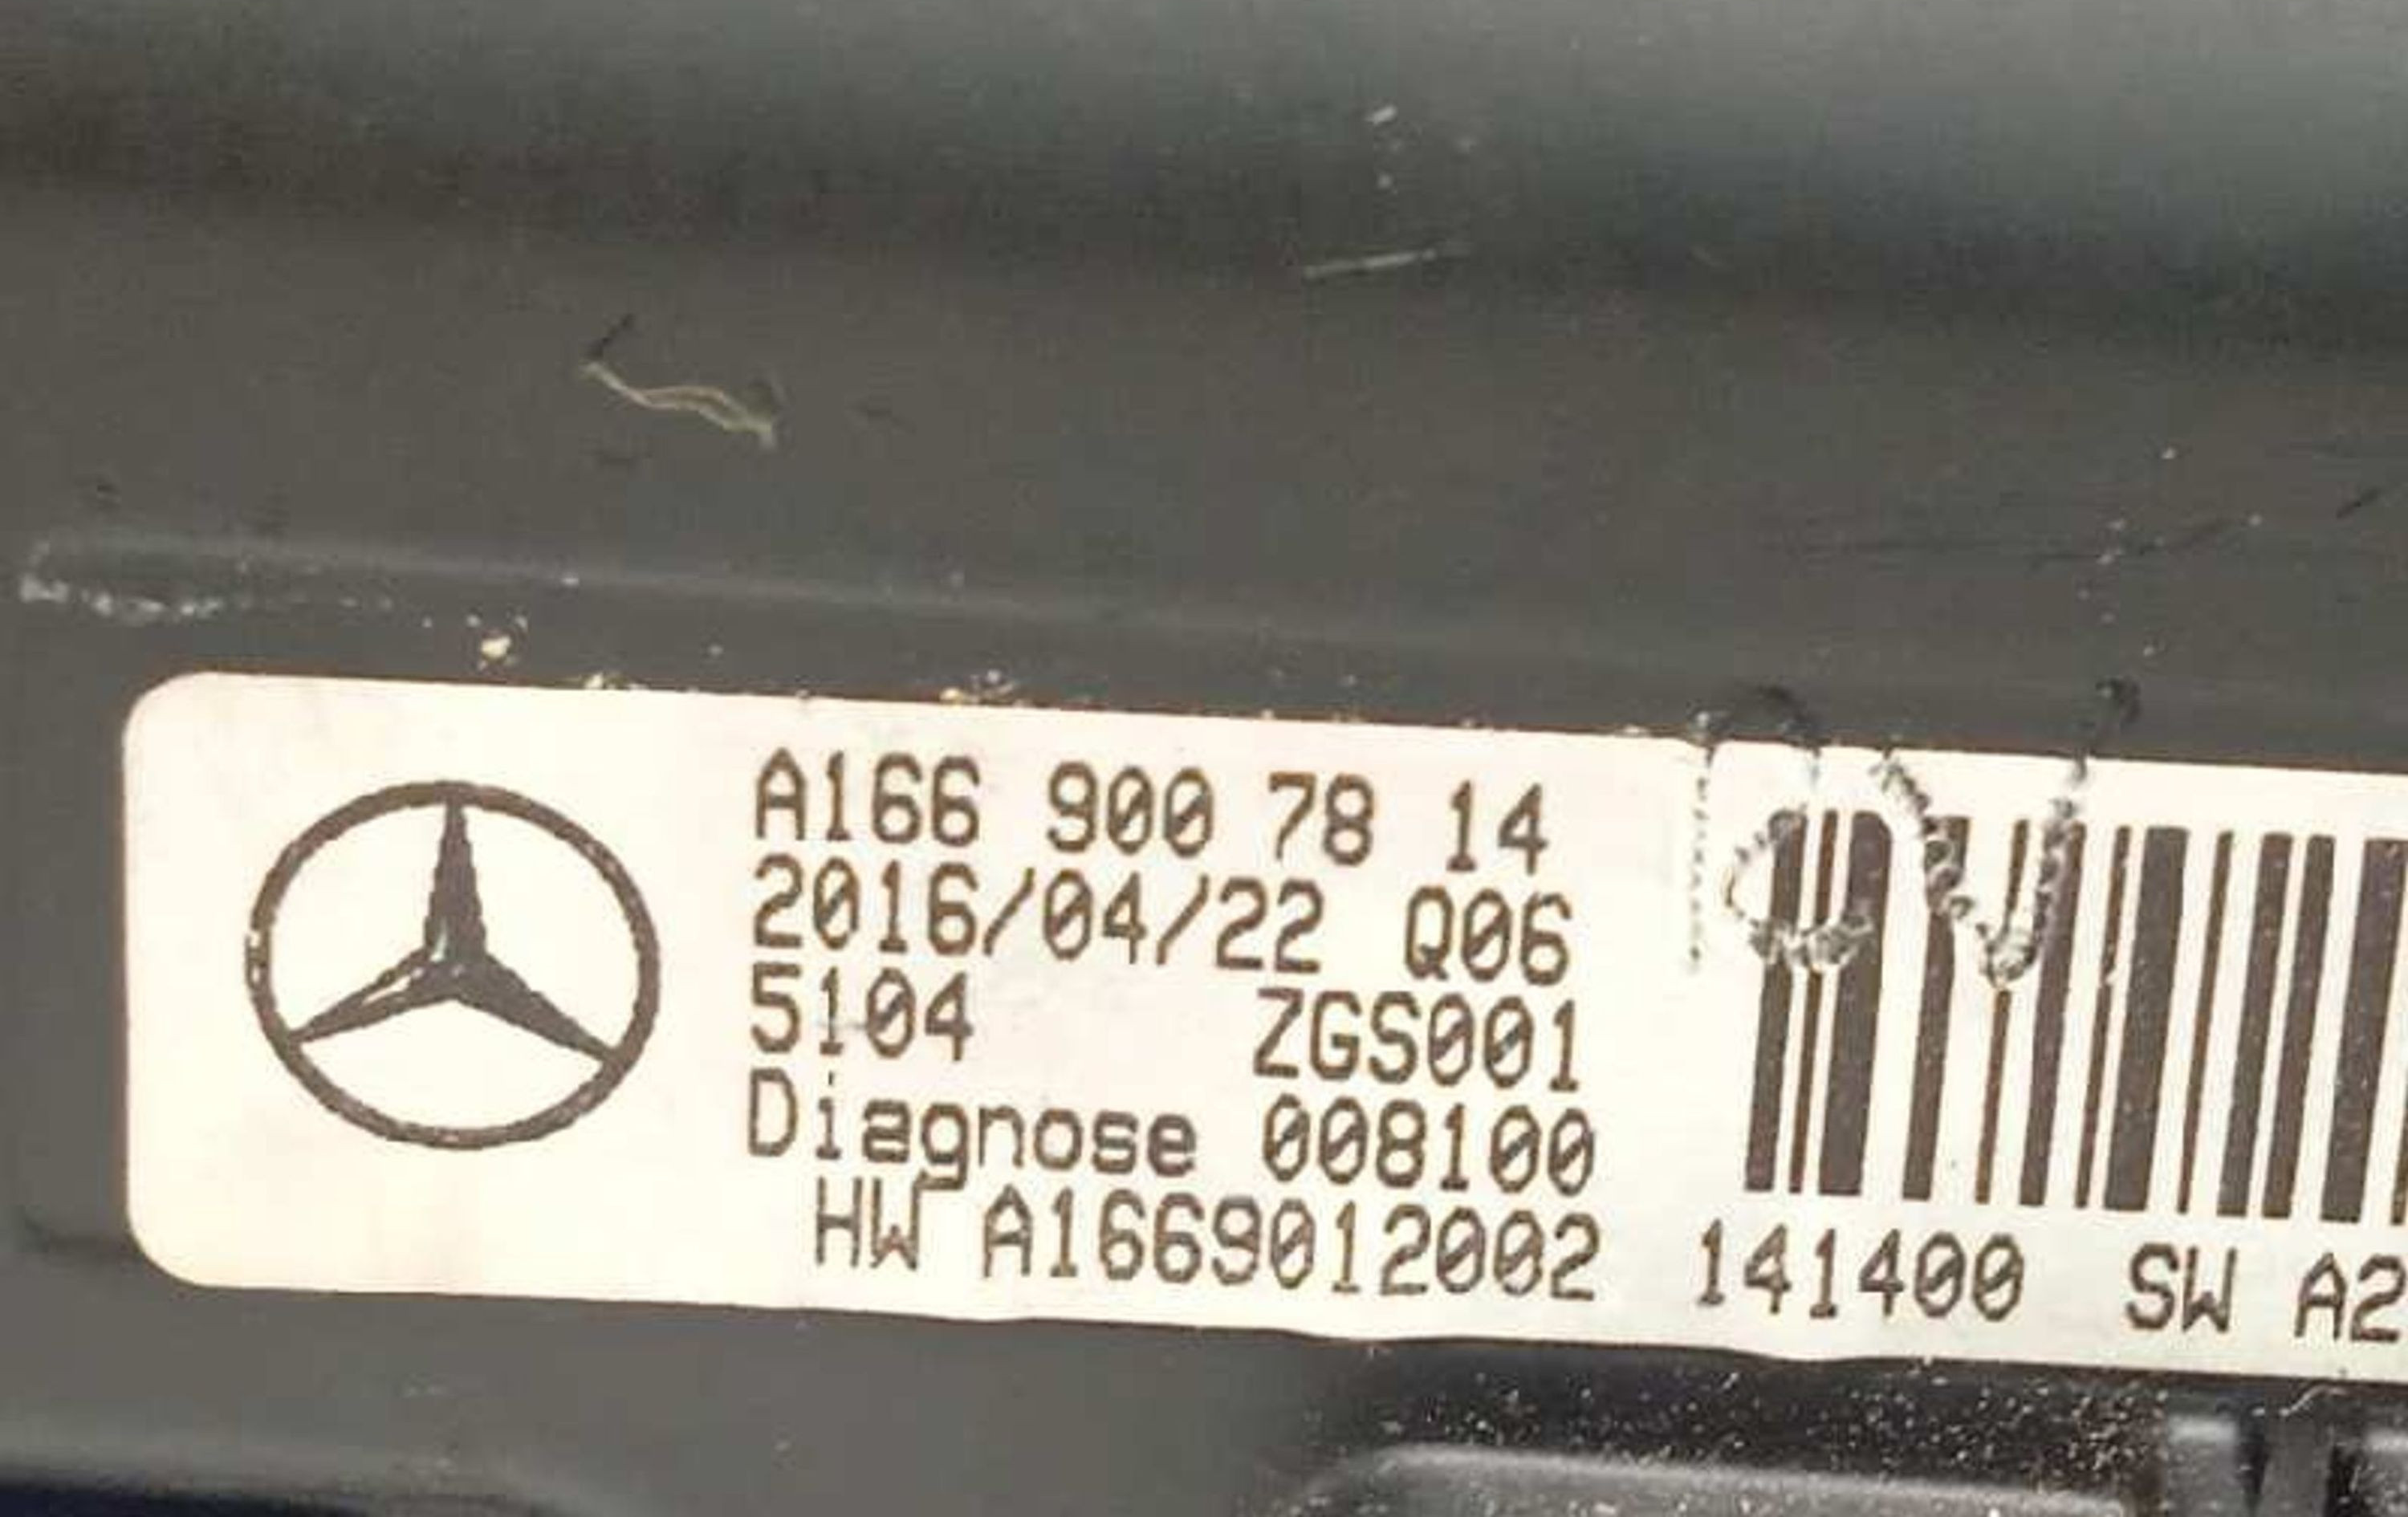 A166 900 78 14
2016/04/22 Q06
5104 ZGS001
Diagnose 008100
HW A1669012002 141400 SW A2